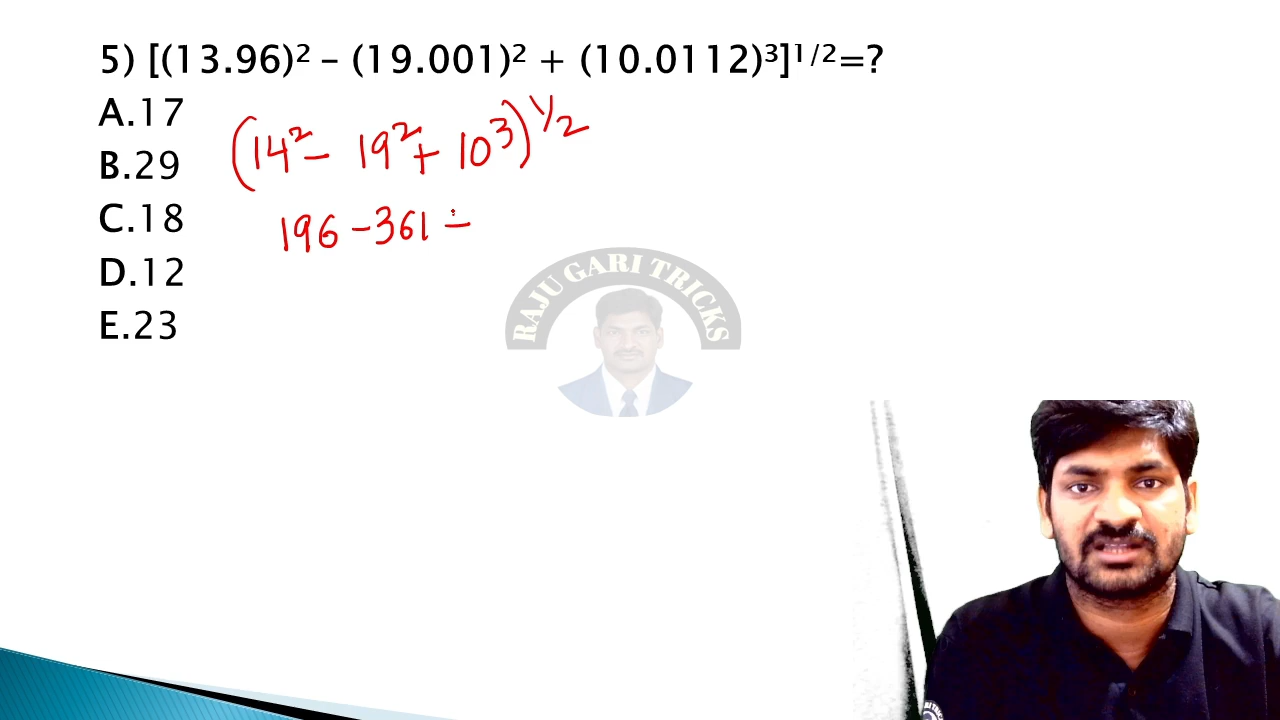 5) [(13.96)² – (19.001)² + (10.0112)³]¹/²=?
A.17
B.29
C.18
D.12
E.23
(14² – 19² + 10³)^1/2
196 – 361 –
RAJU GARI TRICKS